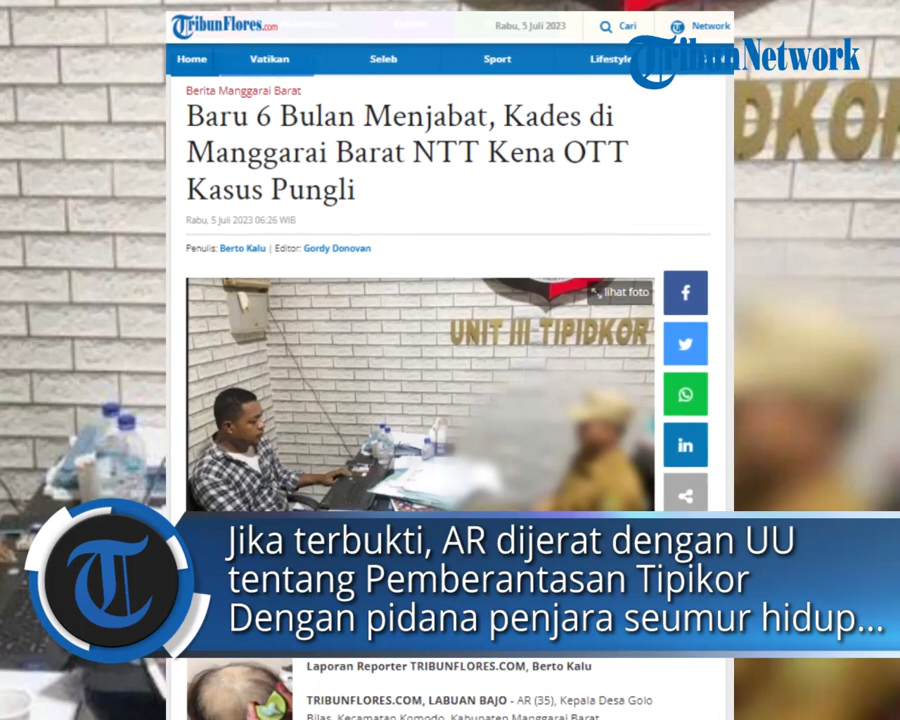 TribunFlores.com
Rabu, 5 Juli 2023
Cari
Network
TribunNetwork
Home
Vatikan
Seleb
Sport
Lifestyle
Berita Manggarai Barat
Baru 6 Bulan Menjabat, Kades di
Manggarai Barat NTT Kena OTT
Kasus Pungli
Rabu, 5 Juli 2023 06:26 WIB
Penulis: Berto Kalu | Editor: Gordy Donovan
lihat foto
UNIT III TIPIDKOR
DKOR
Jika terbukti, AR dijerat dengan UU
tentang Pemberantasan Tipikor
Dengan pidana penjara seumur hidup...
Laporan Reporter TRIBUNFLORES.COM, Berto Kalu
TRIBUNFLORES.COM, LABUAN BAJO - AR (35), Kepala Desa Golo
Bilas, Kecamatan Komodo, Kabupaten Manggarai Barat